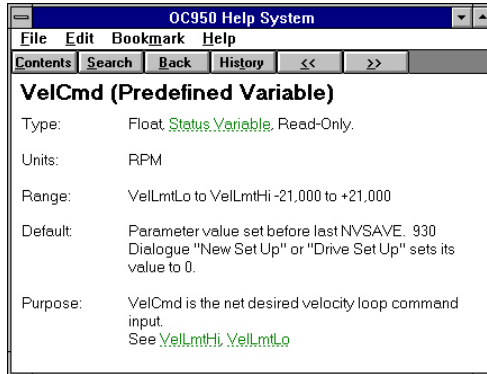 OC950 Help System
File Edit Bookmark Help
Contents Search Back History << >>
VelCmd (Predefined Variable)
Type: Float, Status Variable, Read-Only.
Units: RPM
Range: VelLmtLo to VelLmtHi -21,000 to +21,000
Default: Parameter value set before last NVSAVE. 930
Dialogue "New Set Up" or "Drive Set Up" sets its
value to 0.
Purpose: VelCmd is the net desired velocity loop command
input.
See VelLmtHi, VelLmtLo